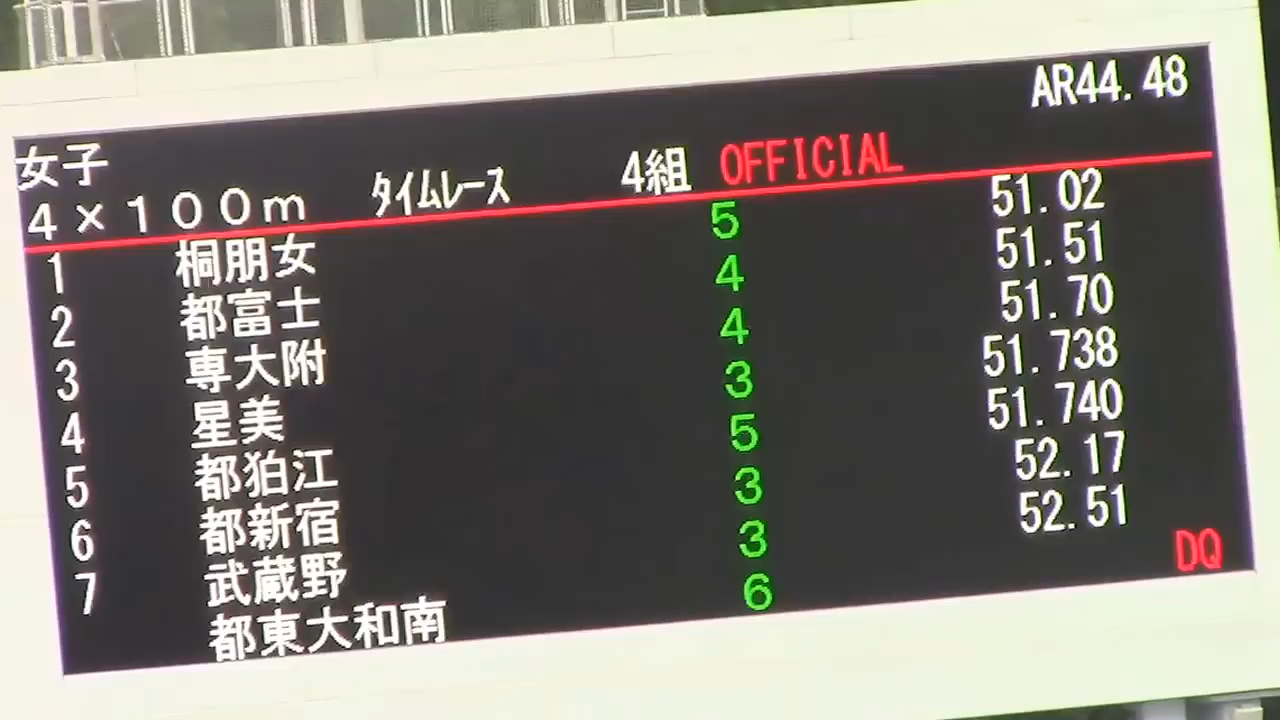 AR44.48
女子
4×100m タイムレース 4組 OFFICIAL
1 桐朋女 5 51.02
2 都富士 4 51.51
3 専大附 4 51.70
4 星美 3 51.738
5 都狛江 5 51.740
6 都新宿 3 52.17
7 武蔵野 3 52.51
都東大和南 6 DQ